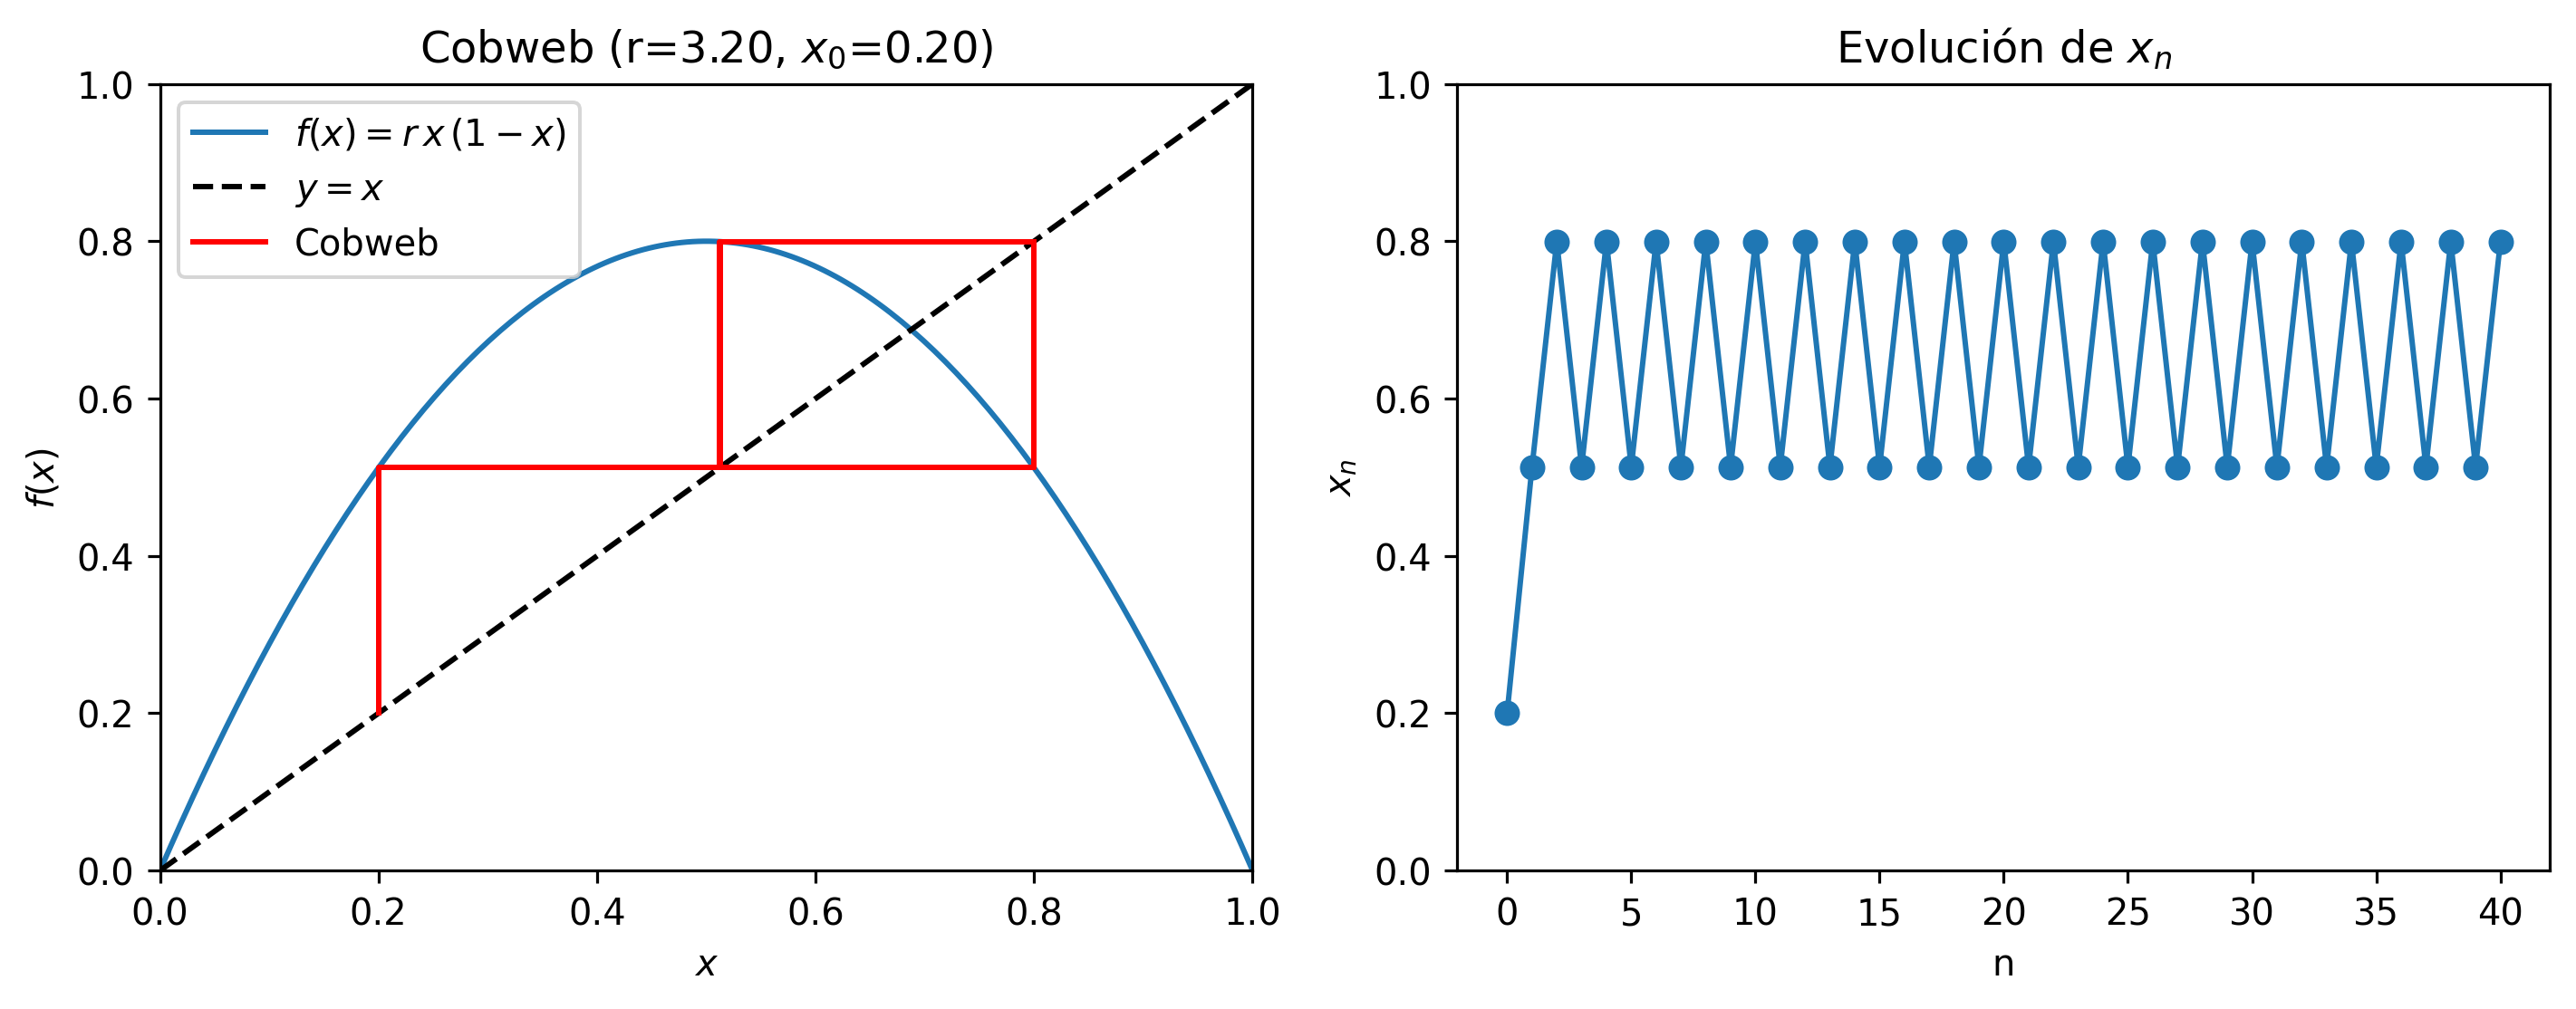 Cobweb (r=3.20, x₀=0.20)
f(x) = r x (1 − x)
y = x
Cobweb
1.0
0.8
0.6
0.4
0.2
0.0
f(x)
0.0 0.2 0.4 0.6 0.8 1.0
x
Evolución de xₙ
1.0
0.8
0.6
0.4
0.2
0.0
xₙ
0 5 10 15 20 25 30 35 40
n